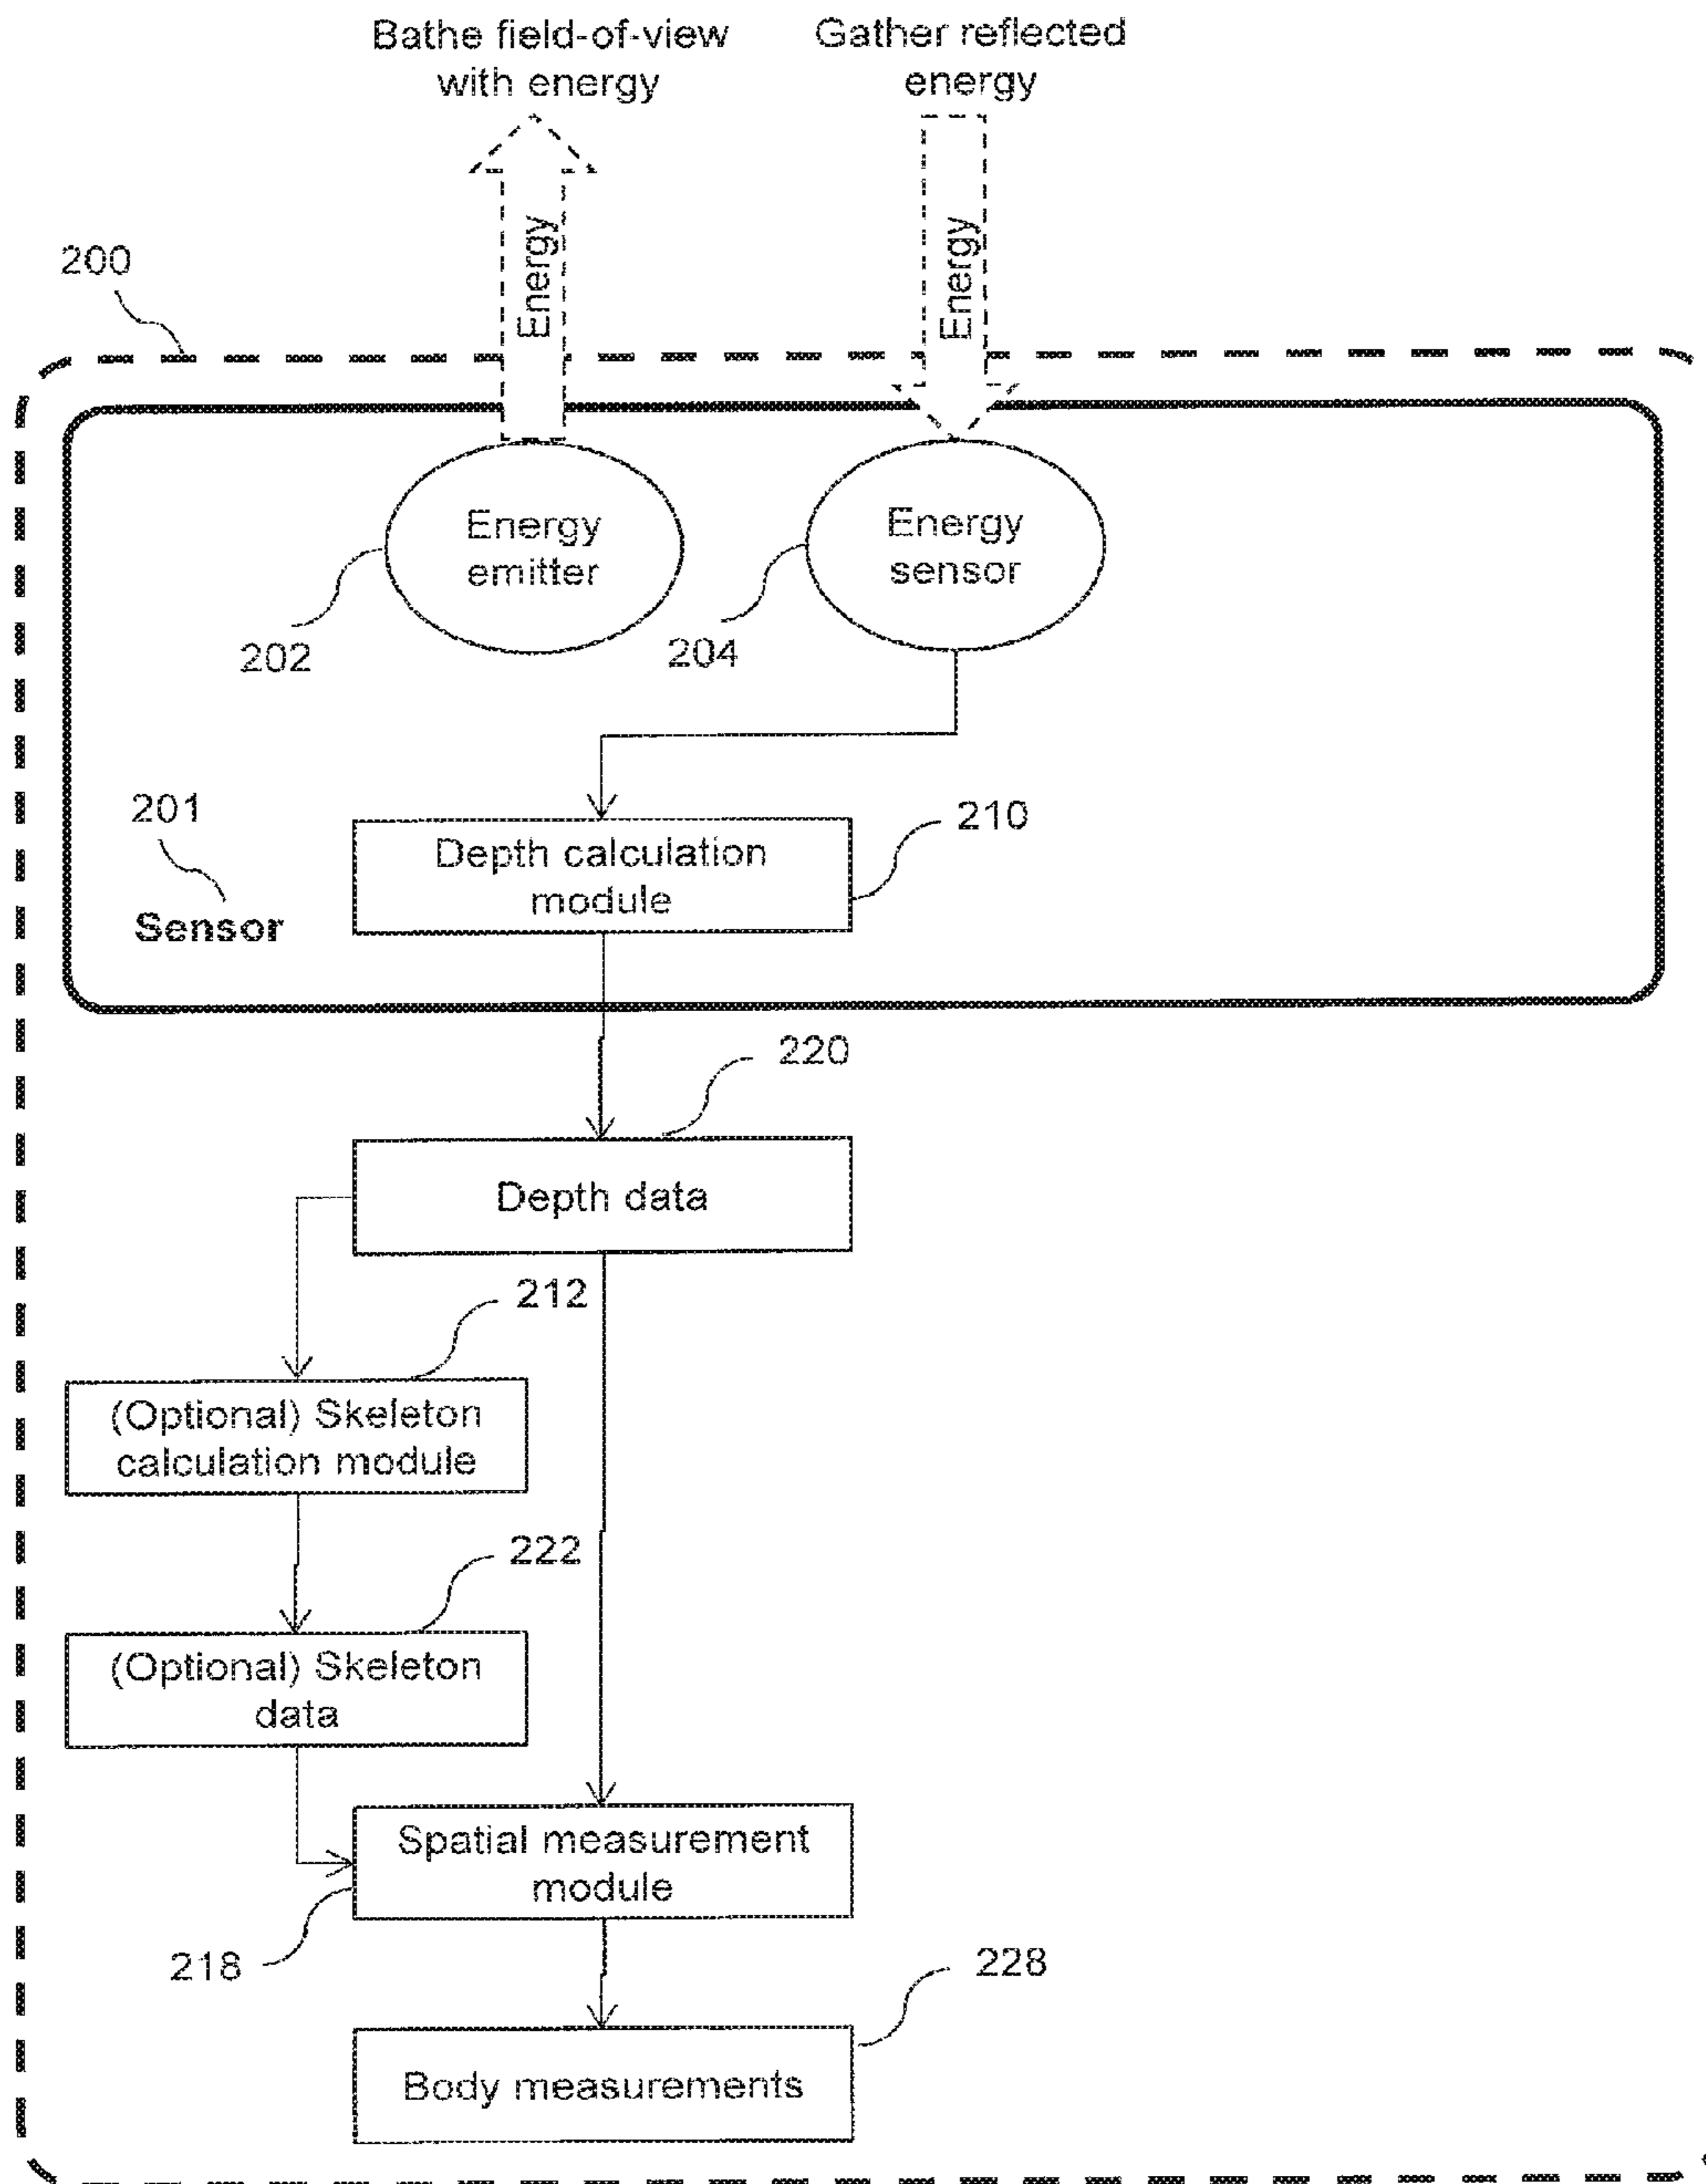 Bathe field-of-view
with energy
Gather reflected
energy
Energy
Energy
200
Energy
emitter
Energy
sensor
202
204
201
Sensor
Depth calculation
module
210
220
Depth data
212
(Optional) Skeleton
calculation module
222
(Optional) Skeleton
data
Spatial measurement
module
218
228
Body measurements